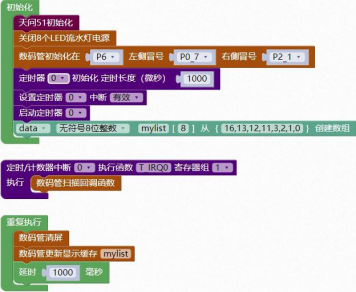 初始化
天问51初始化
关闭8个LED流水灯电源
数码管初始化在 P6 左侧冒号 P0_7 右侧冒号 P2_1
定时器 0 初始化 定时长度（微秒） 1000
设置定时器 0 中断 有效
启动定时器 0
data 无符号8位整数 mylist [ 8 ] 从 { 16,13,12,11,3,2,1,0 } 创建数组
定时/计数器中断 0 执行函数 T_IRQ0 寄存器组 1
执行 数码管扫描回调函数
重复执行
数码管清屏
数码管更新显示缓存 mylist
延时 1000 毫秒